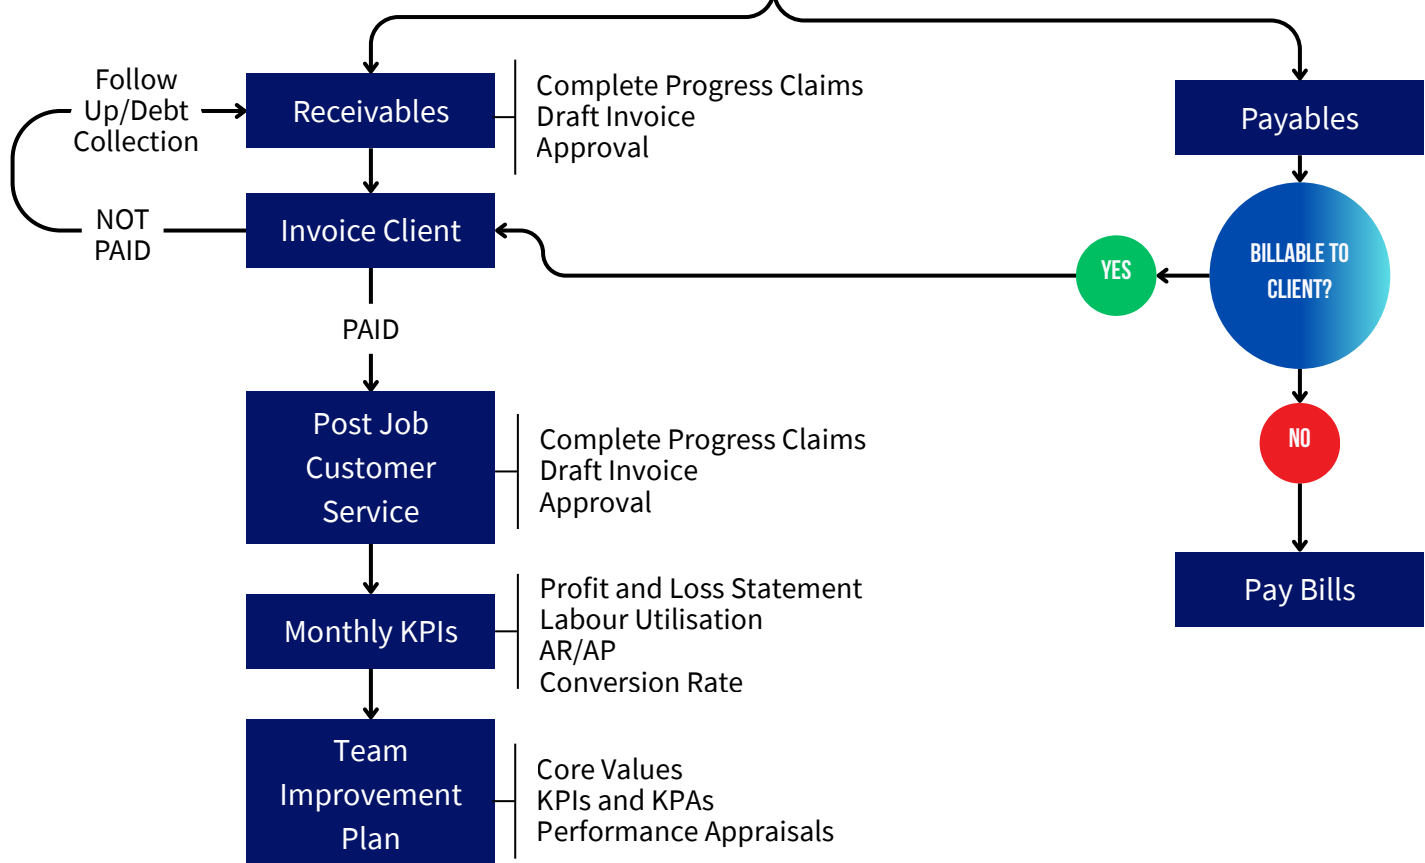 Follow
Up/Debt
Collection
Receivables
Complete Progress Claims
Draft Invoice
Approval
Payables
NOT
PAID
Invoice Client
YES
BILLABLE TO
CLIENT?
PAID
NO
Post Job
Customer
Service
Complete Progress Claims
Draft Invoice
Approval
Pay Bills
Monthly KPIs
Profit and Loss Statement
Labour Utilisation
AR/AP
Conversion Rate
Team
Improvement
Plan
Core Values
KPIs and KPAs
Performance Appraisals